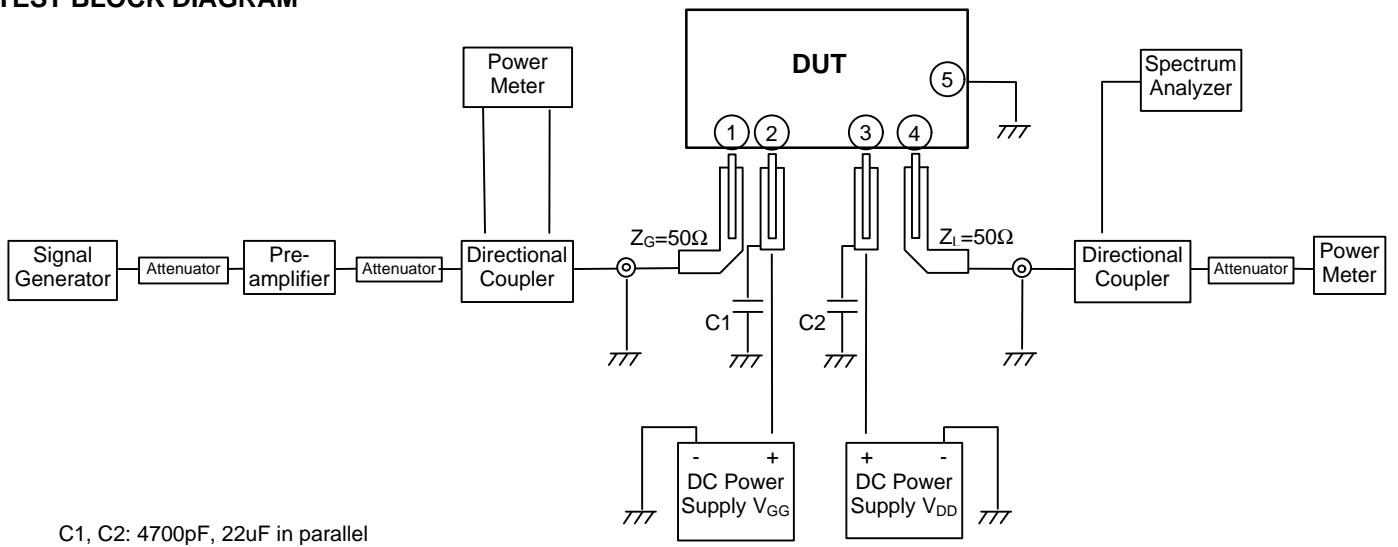 TEST BLOCK DIAGRAM
DUT
5
1 2 3 4
Power
Meter
Spectrum
Analyzer
Signal
Generator
Attenuator
Pre-
amplifier
Attenuator
Directional
Coupler
ZG=50Ω
ZL=50Ω
Directional
Coupler
Attenuator
Power
Meter
C1
C2
- +
DC Power
Supply VGG
+ -
DC Power
Supply VDD
C1, C2: 4700pF, 22uF in parallel